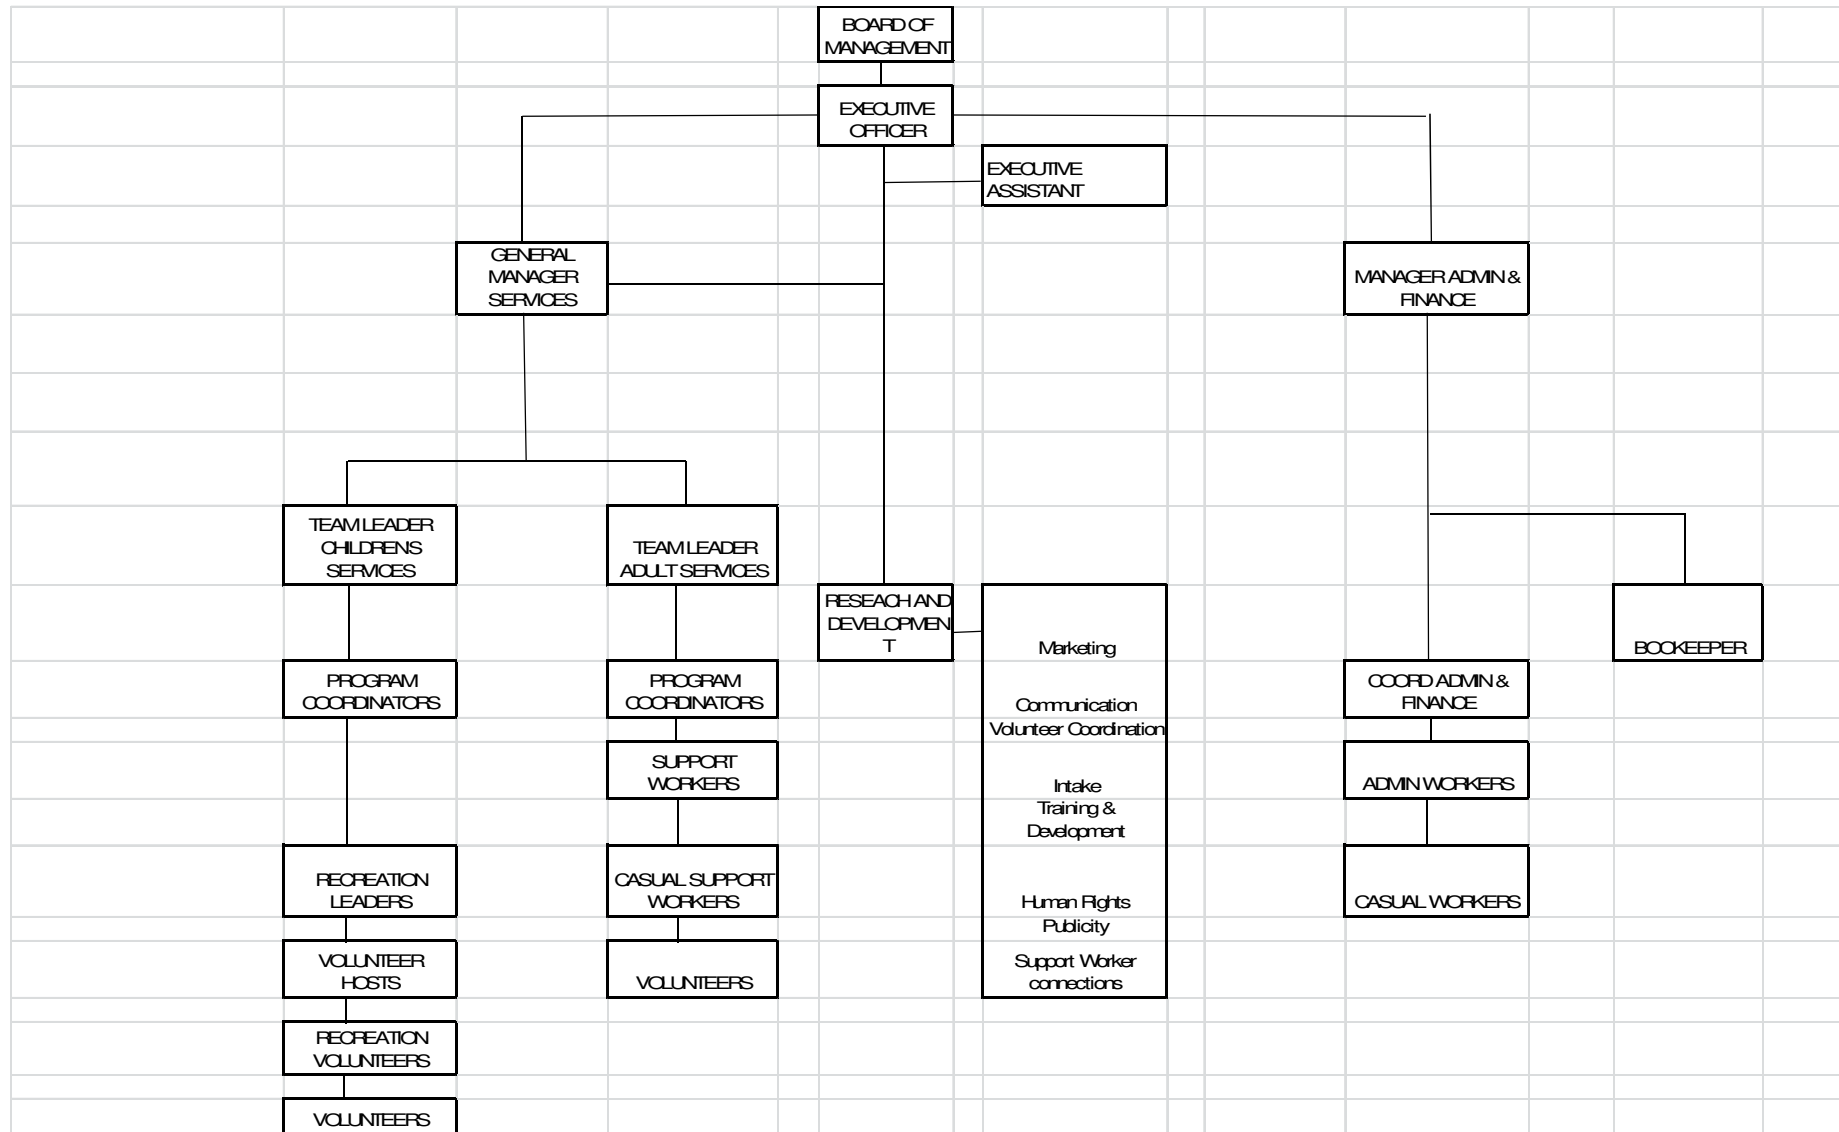 BOARD OF
MANAGEMENT
EXECUTIVE
OFFICER
EXECUTIVE
ASSISTANT
GENERAL
MANAGER
SERVICES
MANAGER ADMIN &
FINANCE
TEAM LEADER
CHILDRENS
SERVICES
TEAM LEADER
ADULT SERVICES
RESEACH AND
DEVELOPMEN
T
Marketing
Communication
Volunteer Coordination
Intake
Training &
Development
Human Rights
Publicity
Support Worker
connections
BOOKEEPER
PROGRAM
COORDINATORS
PROGRAM
COORDINATORS
COORD ADMIN &
FINANCE
SUPPORT
WORKERS
ADMIN WORKERS
RECREATION
LEADERS
CASUAL SUPPORT
WORKERS
CASUAL WORKERS
VOLUNTEER
HOSTS
VOLUNTEERS
RECREATION
VOLUNTEERS
VOLUNTEERS